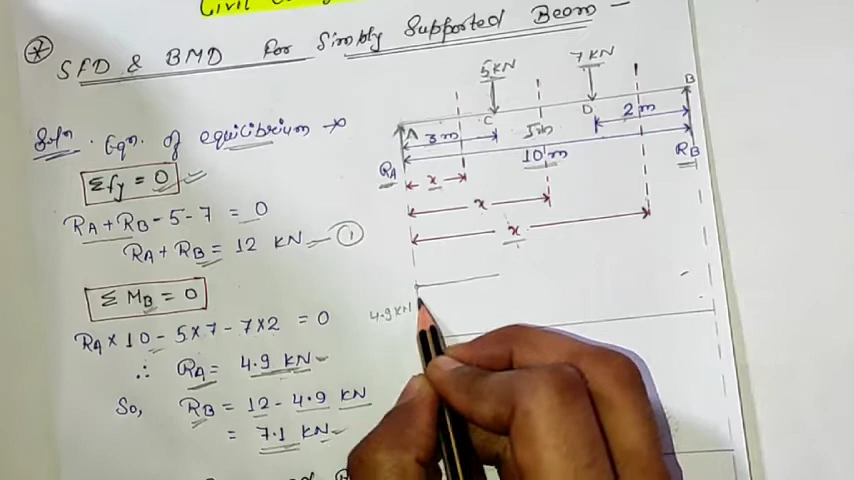 Civil
* SFD & BMD For Simply Supported Beam –
Soln. Eqn. of equilibrium →
Σfy = 0
RA + RB – 5 – 7 = 0
RA + RB = 12 KN – ①
Σ MB = 0
RA × 10 – 5×7 – 7×2 = 0
∴ RA = 4.9 KN
So, RB = 12 – 4.9 KN
= 7.1 KN
5KN 7KN
A C D B
3m 5m 2m
10m
RA RB
x
x
x
4.9KN